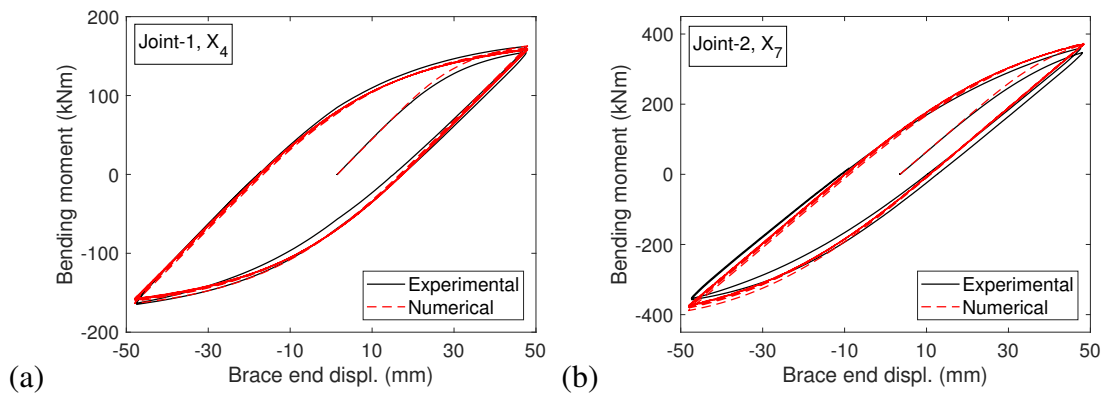 (a)
Bending moment (kNm)
200
100
0
-100
-200
Joint-1, X4
Experimental
Numerical
-50
-30
-10
10
30
50
Brace end displ. (mm)
(b)
Bending moment (kNm)
400
200
0
-200
-400
Joint-2, X7
Experimental
Numerical
-50
-30
-10
10
30
50
Brace end displ. (mm)